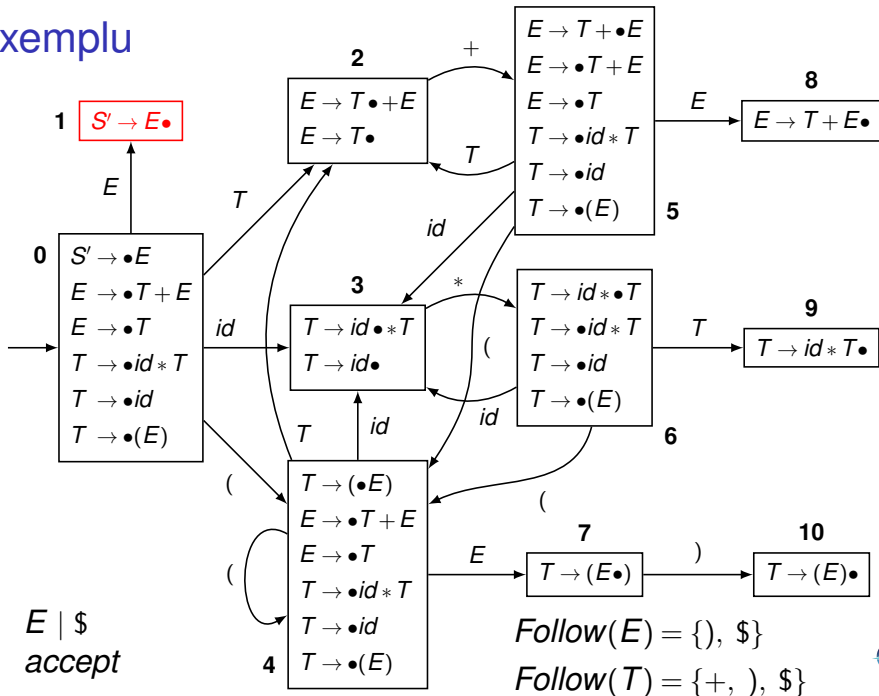 xemplu
1
S′ → E•
E
0
S′ → •E
E → •T + E
E → •T
T → •id * T
T → •id
T → •(E)
T
id
(
2
E → T• + E
E → T•
+
T
5
E → T + •E
E → •T + E
E → •T
T → •id * T
T → •id
T → •(E)
E
8
E → T + E•
id
(
3
T → id • * T
T → id•
*
id
6
T → id * •T
T → •id * T
T → •id
T → •(E)
T
9
T → id * T•
(
T
id
(
4
T → (•E)
E → •T + E
E → •T
T → •id * T
T → •id
T → •(E)
E
7
T → (E•)
)
10
T → (E)•
E | $
accept
Follow(E) = {), $}
Follow(T) = {+, ), $}